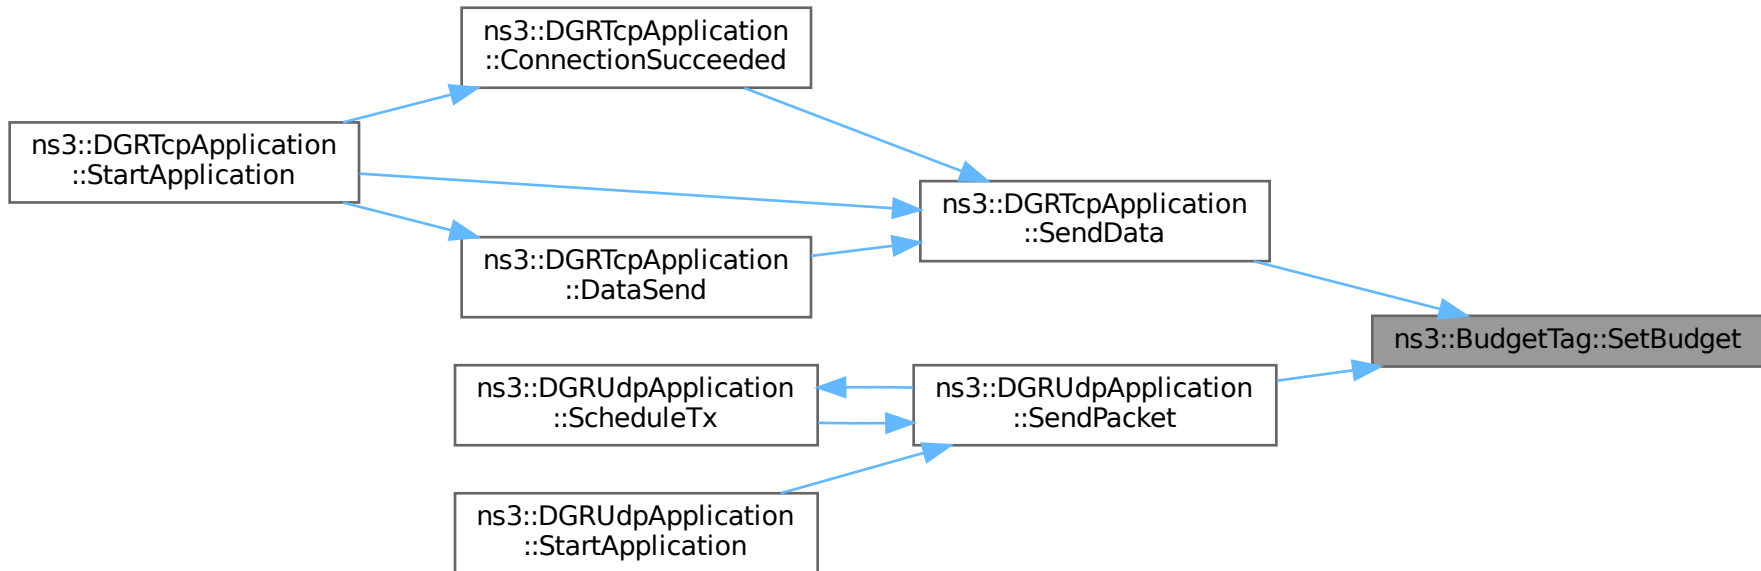 ns3::DGRTcpApplication
::ConnectionSucceeded
ns3::DGRTcpApplication
::StartApplication
ns3::DGRTcpApplication
::SendData
ns3::DGRTcpApplication
::DataSend
ns3::BudgetTag::SetBudget
ns3::DGRUdpApplication
::ScheduleTx
ns3::DGRUdpApplication
::SendPacket
ns3::DGRUdpApplication
::StartApplication